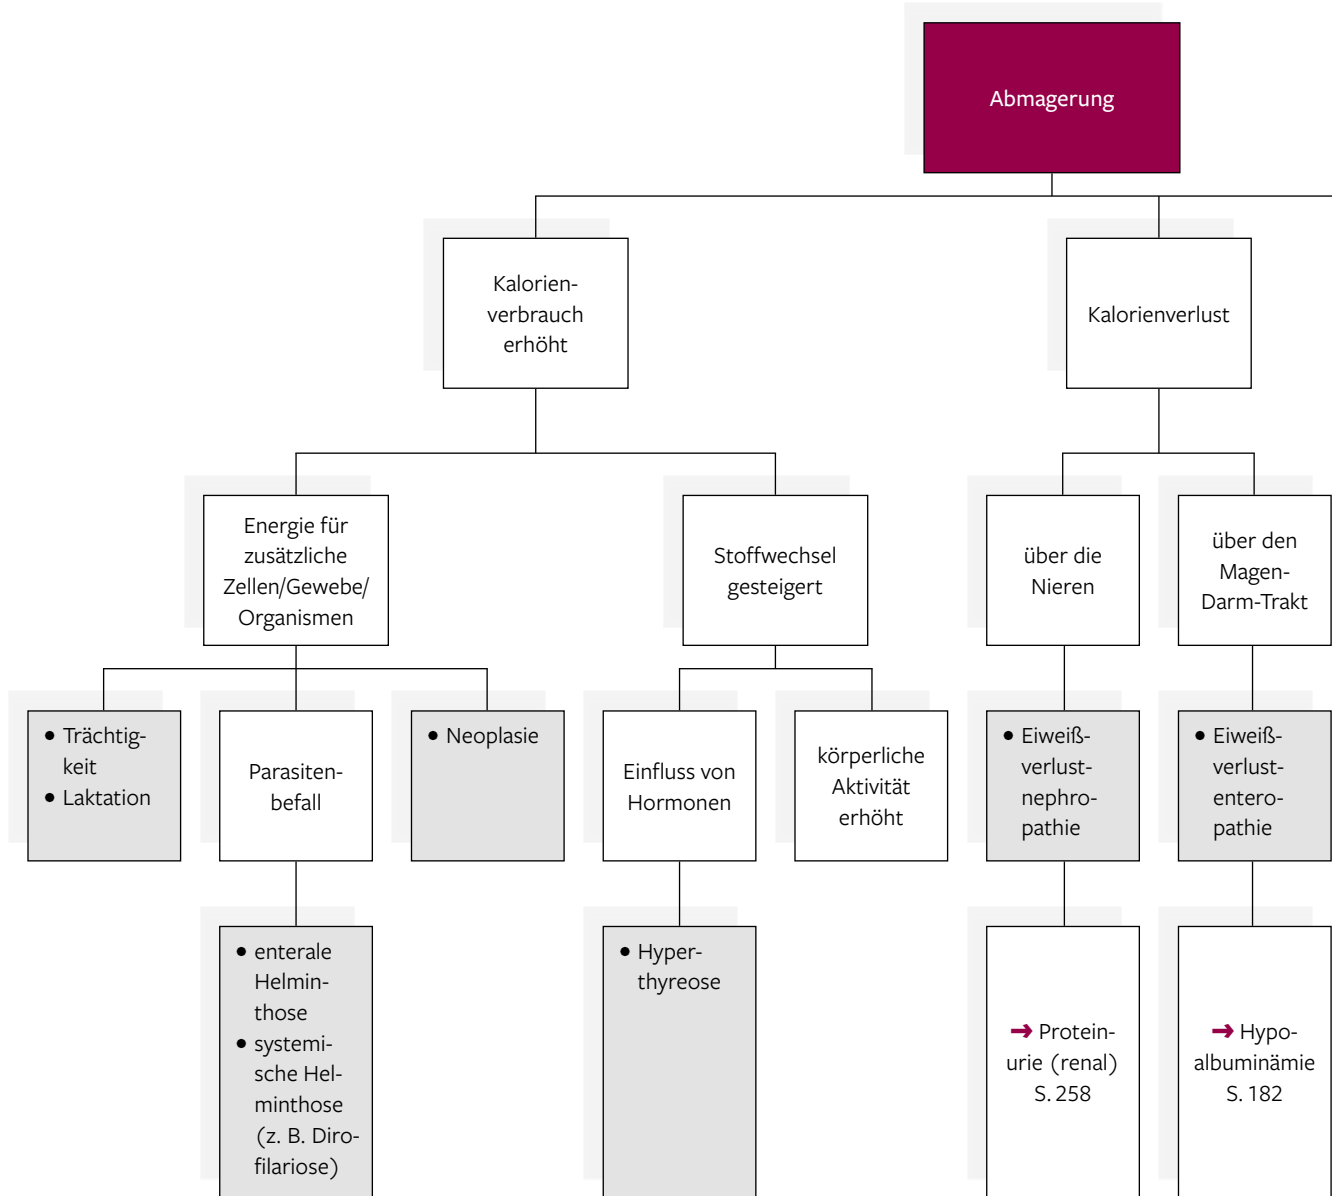 Abmagerung
Kalorien-
verbrauch
erhöht
Kalorienverlust
Energie für
zusätzliche
Zellen/Gewebe/
Organismen
Stoffwechsel
gesteigert
über die
Nieren
über den
Magen-
Darm-Trakt
• Trächtig-
keit
• Laktation
Parasiten-
befall
• Neoplasie
Einfluss von
Hormonen
körperliche
Aktivität
erhöht
• Eiweiß-
verlust-
nephro-
pathie
• Eiweiß-
verlust-
entero-
pathie
• enterale
Helmin-
those
• systemi-
sche Hel-
minthose
(z. B. Diro-
filariose)
• Hyper-
thyreose
➞ Protein-
urie (renal)
S. 258
➞ Hypo-
albuminämie
S. 182